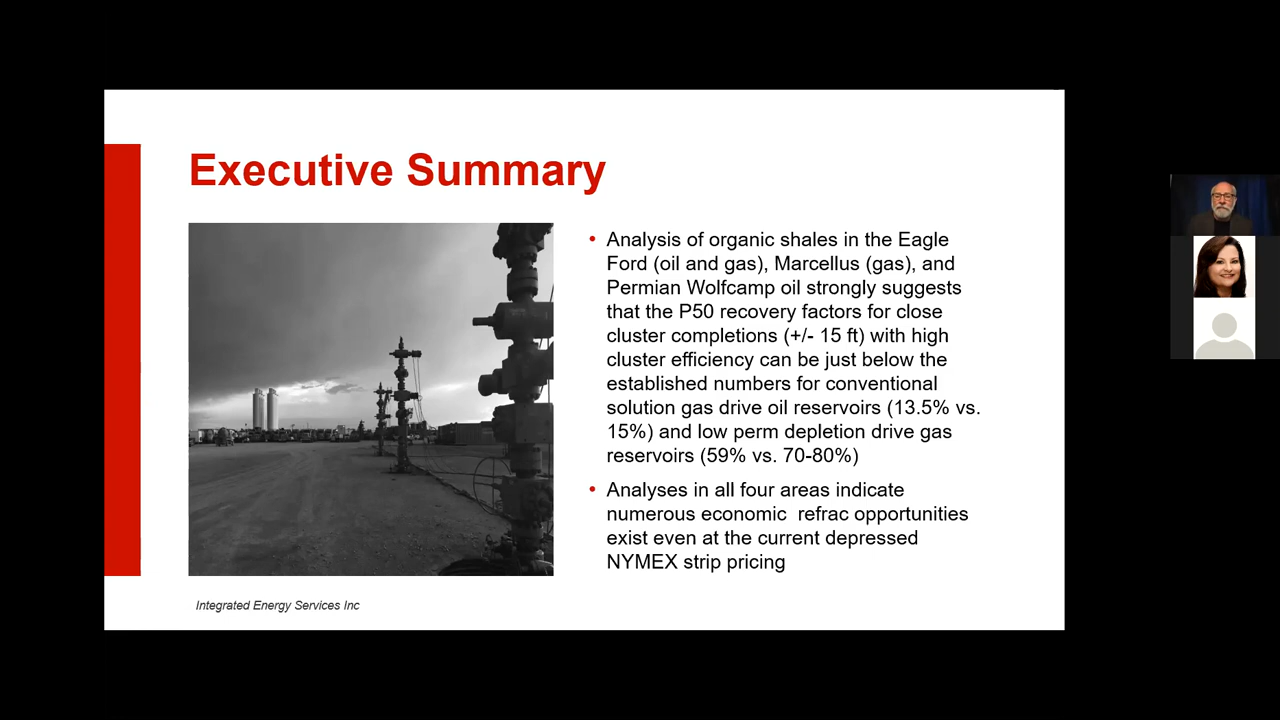 Executive Summary
• Analysis of organic shales in the Eagle
Ford (oil and gas), Marcellus (gas), and
Permian Wolfcamp oil strongly suggests
that the P50 recovery factors for close
cluster completions (+/- 15 ft) with high
cluster efficiency can be just below the
established numbers for conventional
solution gas drive oil reservoirs (13.5% vs.
15%) and low perm depletion drive gas
reservoirs (59% vs. 70-80%)
• Analyses in all four areas indicate
numerous economic  refrac opportunities
exist even at the current depressed
NYMEX strip pricing
Integrated Energy Services Inc